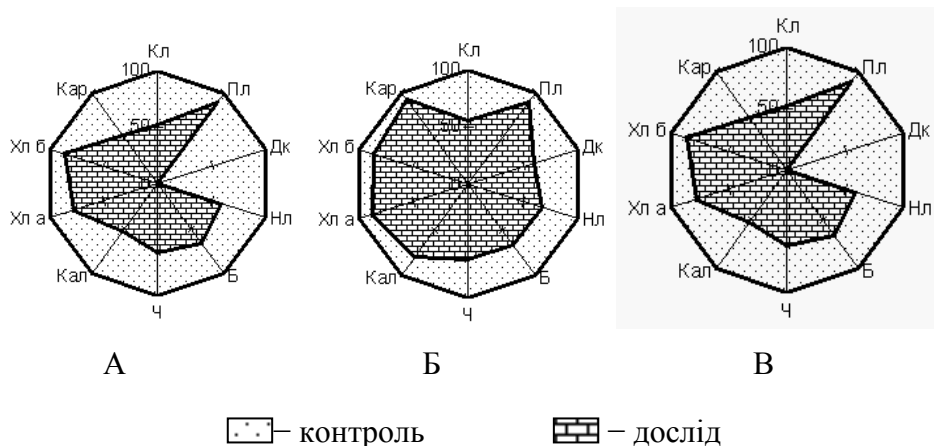 Кл
100
Кар
Пл
50
Хл б
Дк
Хл а
Нл
Кал
Б
Ч
Кл
100
Кар
Пл
50
Хл б
Дк
Хл а
Нл
Кал
Б
Ч
Кл
100
Кар
Пл
50
Хл б
Дк
Хл а
Нл
Кал
Б
Ч
А Б В
– контроль – дослід